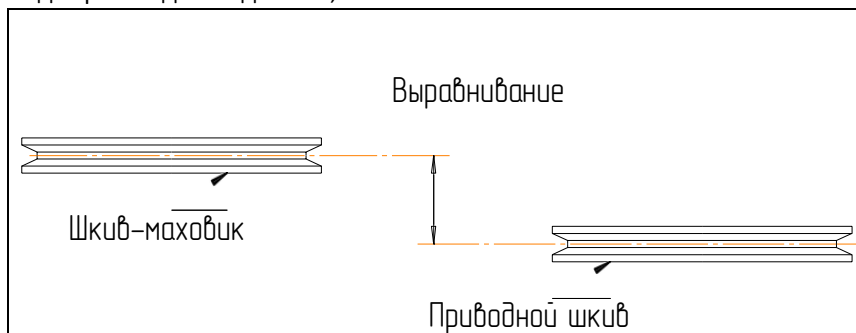 Выравнивание
Шкив-маховик
Приводной шкив